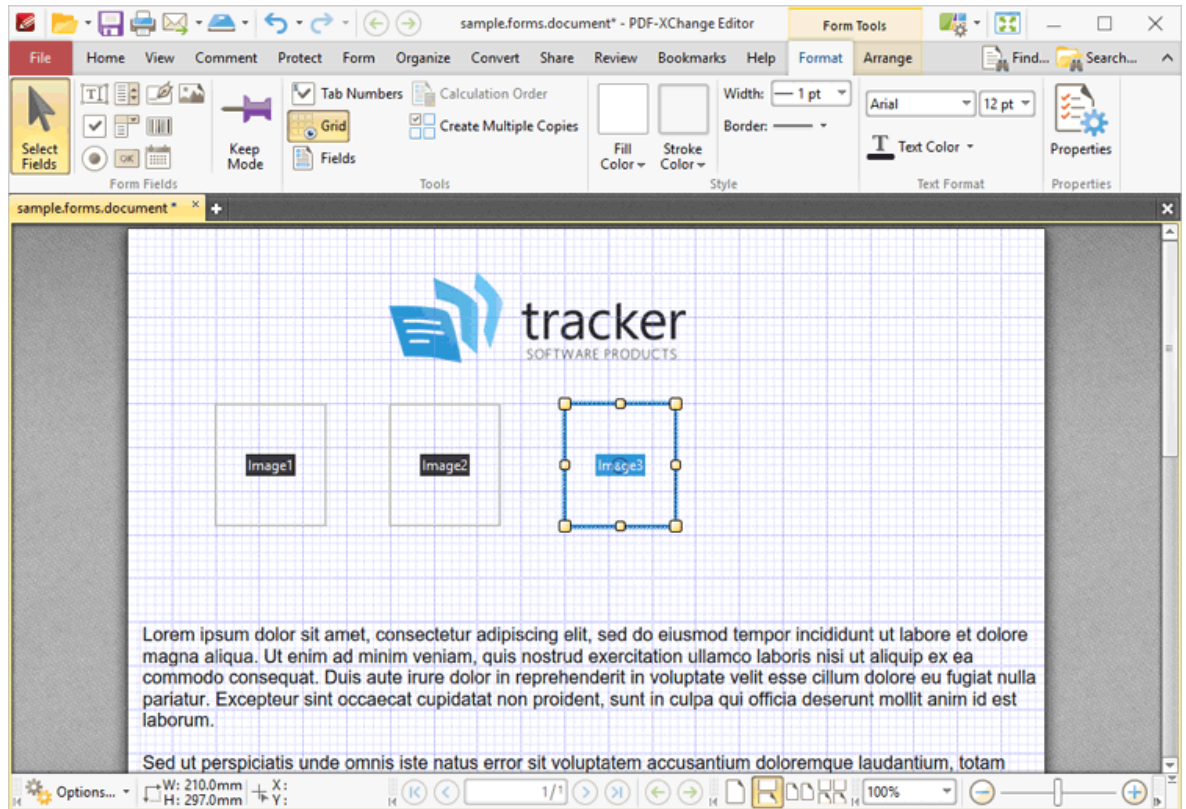 sample.forms.document* - PDF-XChange Editor
Form Tools
File Home View Comment Protect Form Organize Convert Share Review Bookmarks Help Format Arrange Find... Search...
Select Fields
OK
Form Fields
Keep Mode
Tab Numbers
Grid
Fields
Calculation Order
Create Multiple Copies
Tools
Fill Color
Stroke Color
Width: 1 pt
Border:
Style
Arial 12 pt
T Text Color
Text Format
Properties
Properties
sample.forms.document *
tracker
SOFTWARE PRODUCTS
Image1 Image2 Image3
Lorem ipsum dolor sit amet, consectetur adipiscing elit, sed do eiusmod tempor incididunt ut labore et dolore
magna aliqua. Ut enim ad minim veniam, quis nostrud exercitation ullamco laboris nisi ut aliquip ex ea
commodo consequat. Duis aute irure dolor in reprehenderit in voluptate velit esse cillum dolore eu fugiat nulla
pariatur. Excepteur sint occaecat cupidatat non proident, sunt in culpa qui officia deserunt mollit anim id est
laborum.
Sed ut perspiciatis unde omnis iste natus error sit voluptatem accusantium doloremque laudantium, totam
Options... W: 210.0mm X:
H: 297.0mm Y:
1/1
100%